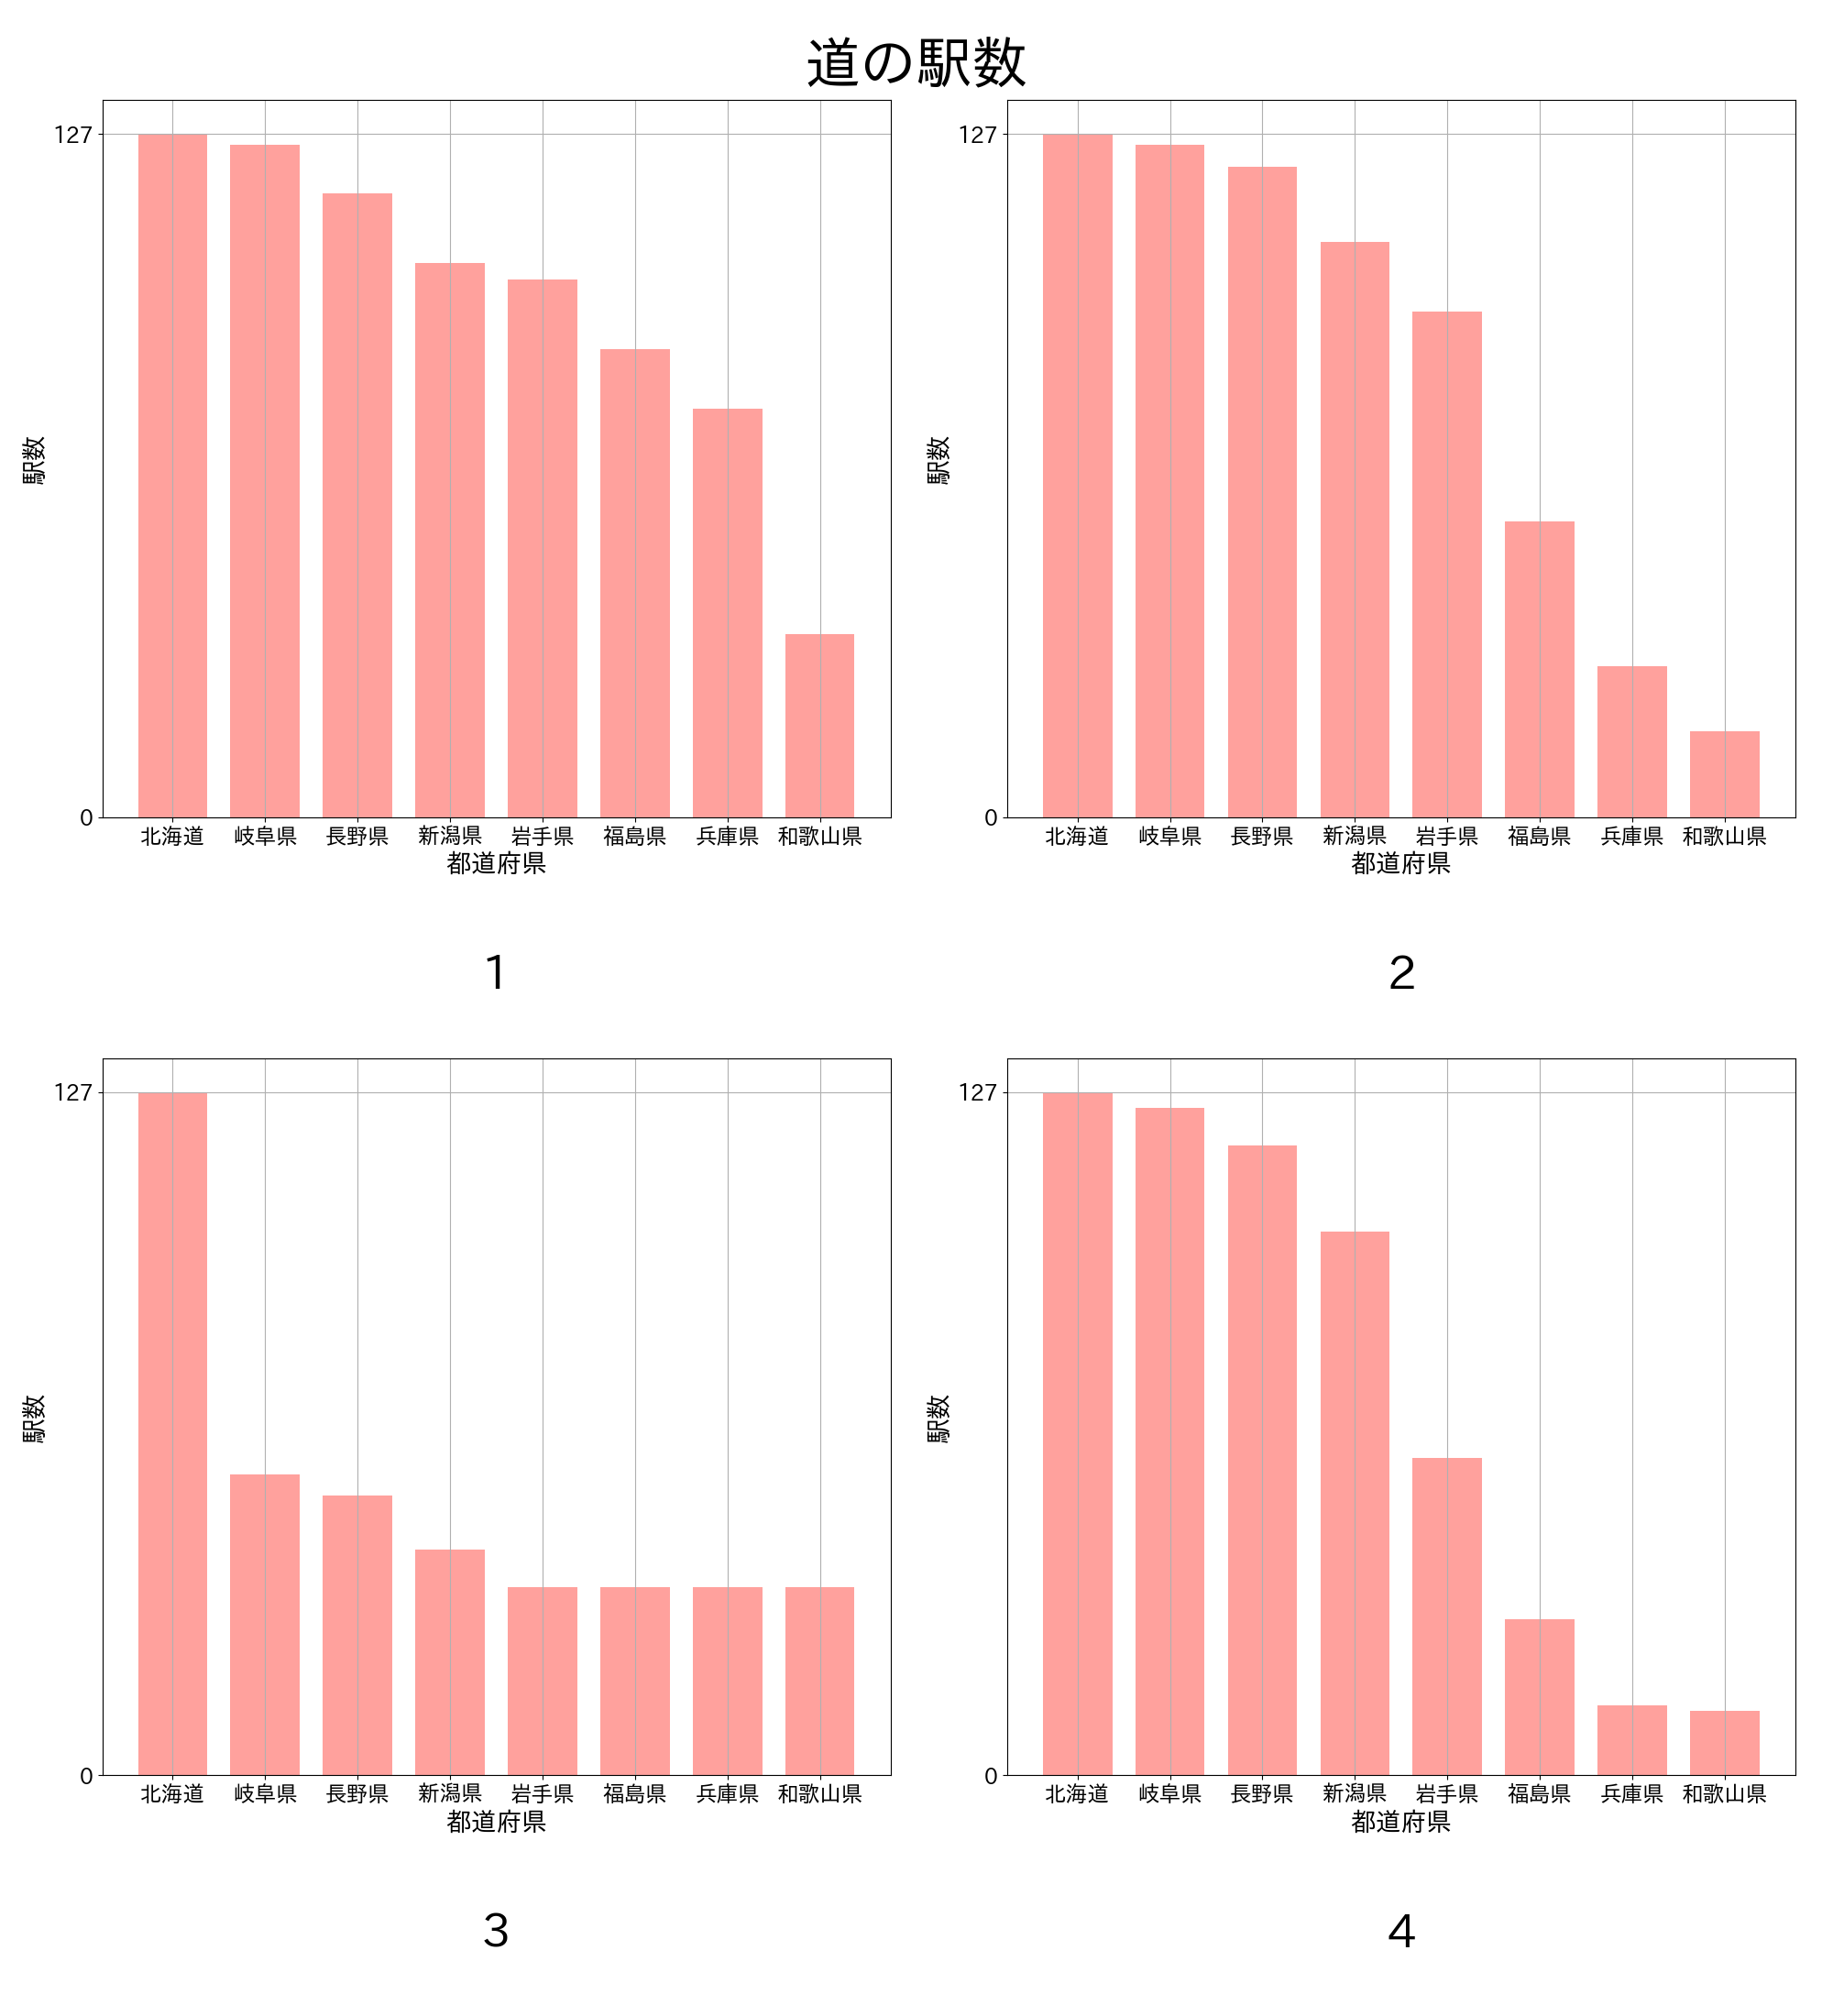 道の駅数
127
0
駅数
北海道 岐阜県 長野県 新潟県 岩手県 福島県 兵庫県 和歌山県
都道府県
1
127
0
駅数
北海道 岐阜県 長野県 新潟県 岩手県 福島県 兵庫県 和歌山県
都道府県
2
127
0
駅数
北海道 岐阜県 長野県 新潟県 岩手県 福島県 兵庫県 和歌山県
都道府県
3
127
0
駅数
北海道 岐阜県 長野県 新潟県 岩手県 福島県 兵庫県 和歌山県
都道府県
4